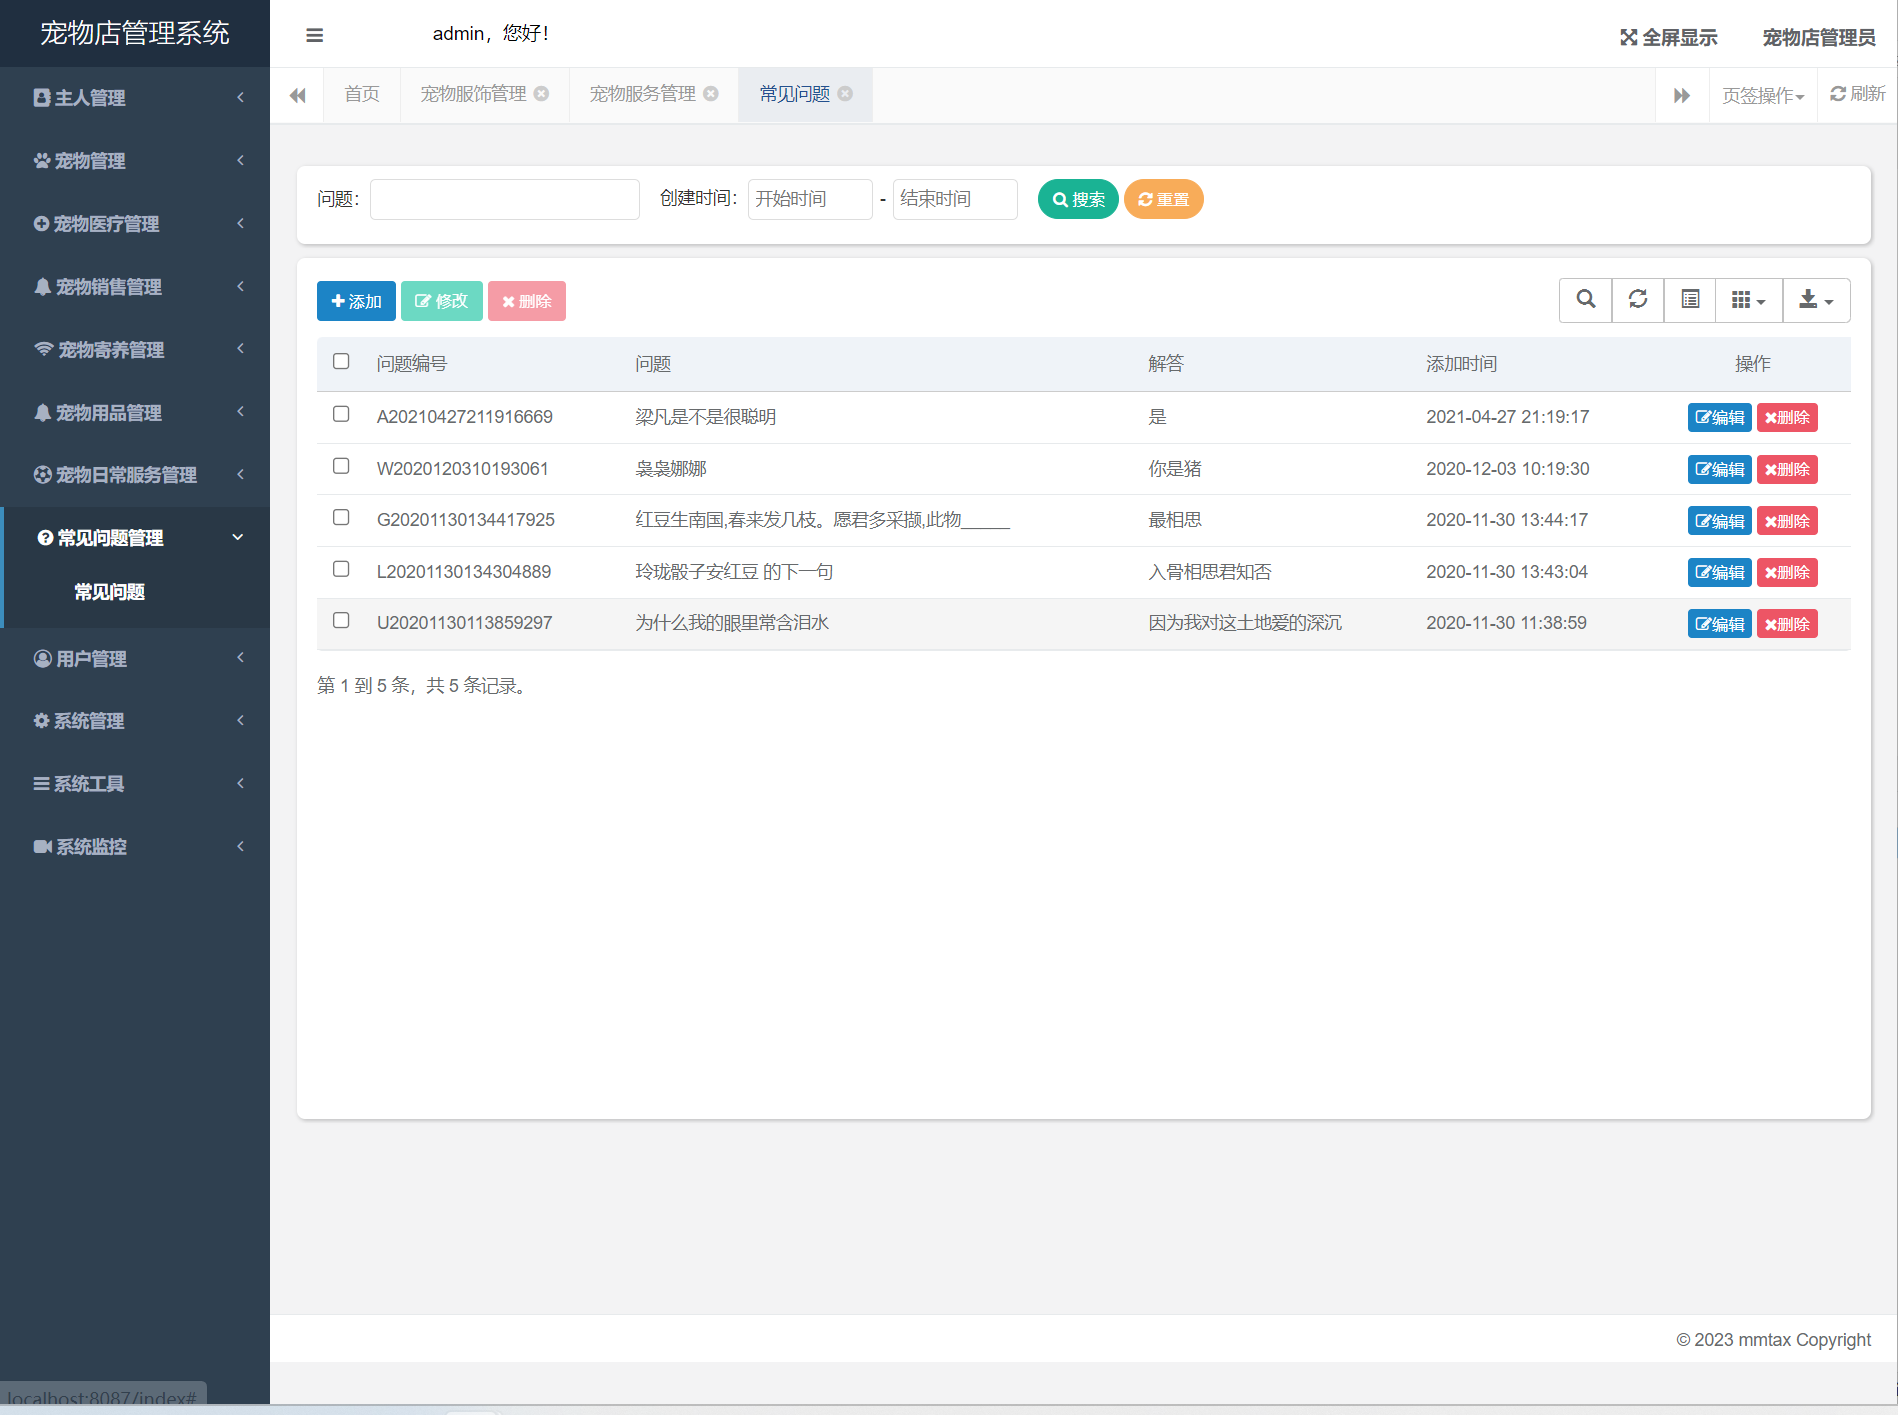 宠物店管理系统
admin，您好！
全屏显示
宠物店管理员
主人管理
宠物管理
宠物医疗管理
宠物销售管理
宠物寄养管理
宠物用品管理
宠物日常服务管理
常见问题管理
常见问题
用户管理
系统管理
系统工具
系统监控
首页
宠物服饰管理
宠物服务管理
常见问题
页签操作
刷新
问题：
创建时间：
开始时间
-
结束时间
搜索
重置
添加
修改
删除
问题编号 问题 解答 添加时间 操作
A20210427211916669 梁凡是不是很聪明 是 2021-04-27 21:19:17 编辑 删除
W2020120310193061 袅袅娜娜 你是猪 2020-12-03 10:19:30 编辑 删除
G20201130134417925 红豆生南国,春来发几枝。愿君多采撷,此物______ 最相思 2020-11-30 13:44:17 编辑 删除
L20201130134304889 玲珑骰子安红豆 的下一句 入骨相思君知否 2020-11-30 13:43:04 编辑 删除
U20201130113859297 为什么我的眼里常含泪水 因为我对这土地爱的深沉 2020-11-30 11:38:59 编辑 删除
第 1 到 5 条，共 5 条记录。
© 2023 mmtax Copyright
localhost:8087/index#